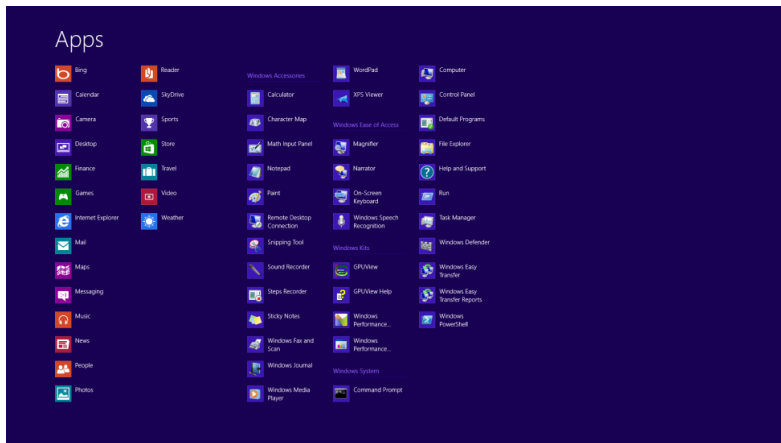 Apps
Bing
Calendar
Camera
Desktop
Finance
Games
Internet Explorer
Mail
Maps
Messaging
Music
News
People
Photos
Reader
SkyDrive
Sports
Store
Travel
Video
Weather
Windows Accessories
Calculator
Character Map
Math Input Panel
Notepad
Paint
Remote Desktop
Connection
Snipping Tool
Sound Recorder
Steps Recorder
Sticky Notes
Windows Fax and
Scan
Windows Journal
Windows Media
Player
WordPad
XPS Viewer
Windows Ease of Access
Magnifier
Narrator
On-Screen
Keyboard
Windows Speech
Recognition
Windows Kits
GPUView
GPUView Help
Windows
Performance...
Windows
Performance...
Windows System
Command Prompt
Computer
Control Panel
Default Programs
File Explorer
Help and Support
Run
Task Manager
Windows Defender
Windows Easy
Transfer
Windows Easy
Transfer Reports
Windows
PowerShell